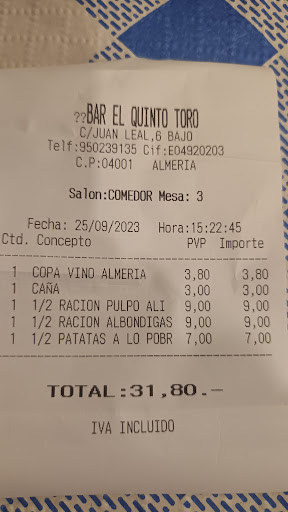 ??BAR EL QUINTO TORO
C/JUAN LEAL,6 BAJO
Telf:950239135 Cif:E04920203
C.P:04001 ALMERIA
Salon:COMEDOR Mesa: 3
Fecha: 25/09/2023 Hora:15:22:45
Ctd. Concepto PVP Importe
1 COPA VINO ALMERIA 3,80 3,80
1 CAÑA 3,00 3,00
1 1/2 RACION PULPO ALI 9,00 9,00
1 1/2 RACION ALBONDIGAS 9,00 9,00
1 1/2 PATATAS A LO POBR 7,00 7,00
TOTAL:31,80.-
IVA INCLUIDO